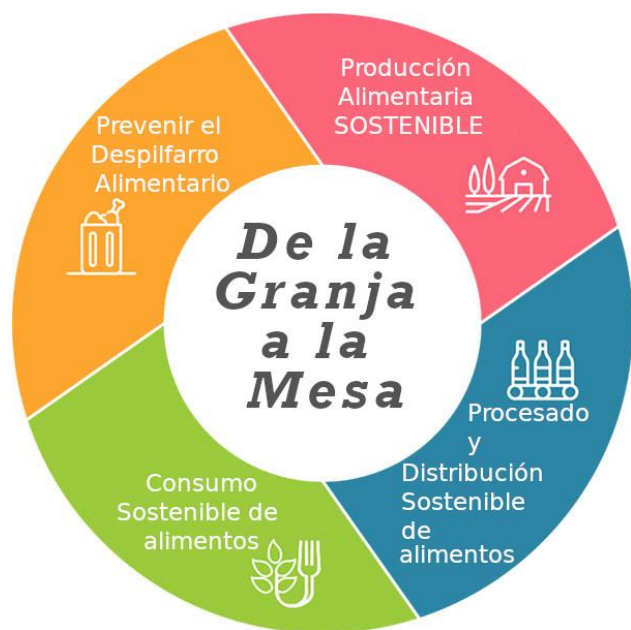 De la
Granja
a la
Mesa
Producción
Alimentaria
SOSTENIBLE
Procesado
y
Distribución
Sostenible
de
alimentos
Consumo
Sostenible de
alimentos
Prevenir el
Despilfarro
Alimentario